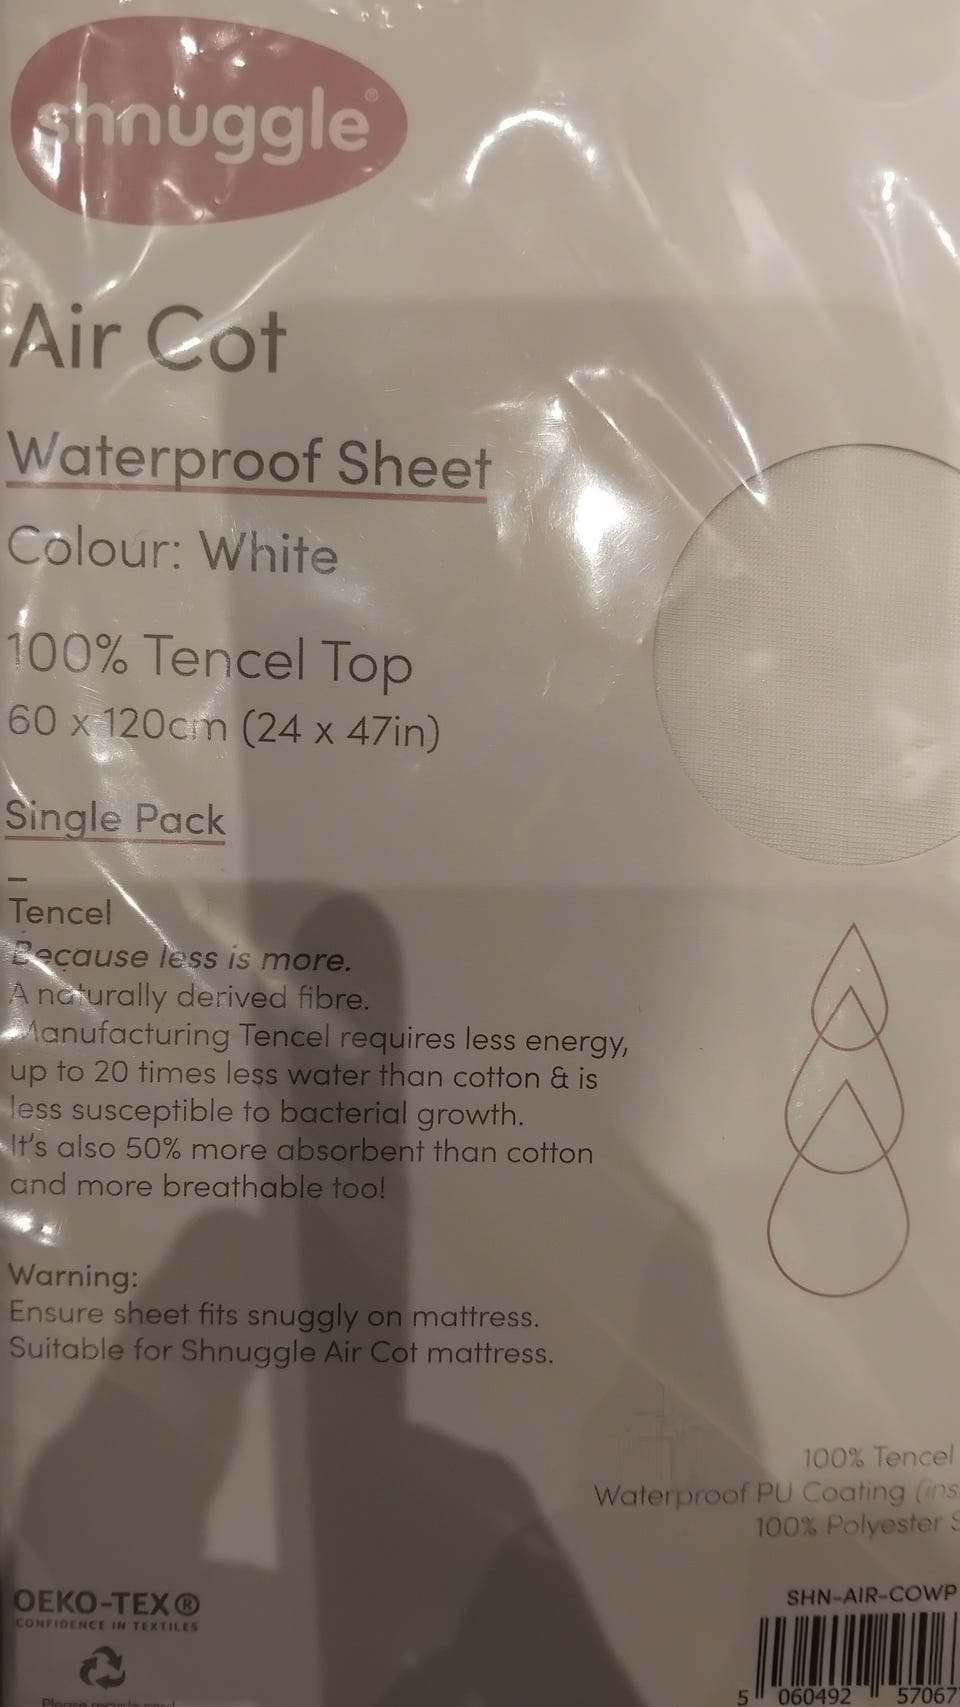 shnuggle®
Air Cot
Waterproof Sheet
Colour: White
100% Tencel Top
60 x 120cm (24 x 47in)
Single Pack
–
Tencel
Because less is more.
A naturally derived fibre.
Manufacturing Tencel requires less energy,
up to 20 times less water than cotton & is
less susceptible to bacterial growth.
It's also 50% more absorbent than cotton
and more breathable too!
Warning:
Ensure sheet fits snuggly on mattress.
Suitable for Shnuggle Air Cot mattress.
100% Tencel
Waterproof PU Coating (ins
100% Polyester S
OEKO-TEX®
CONFIDENCE IN TEXTILES
Please recycle card
SHN-AIR-COWP
5 060492 57067